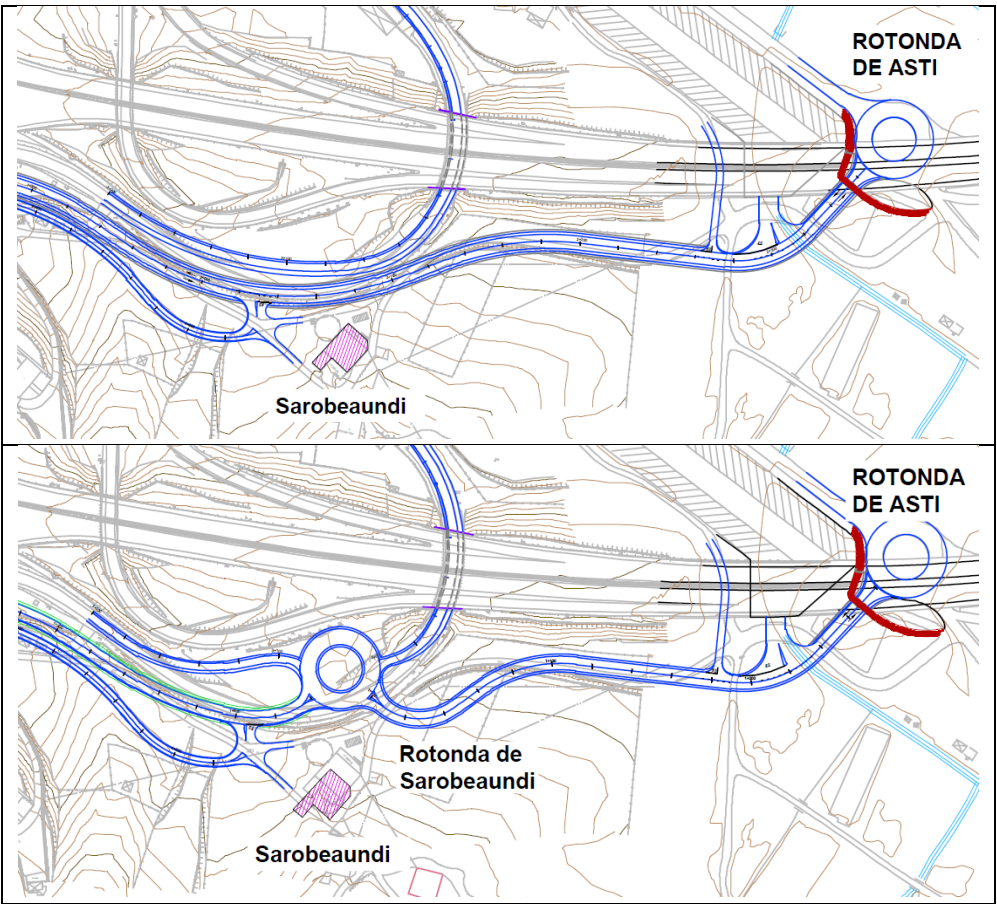 ROTONDA
DE ASTI
Sarobeaundi
ROTONDA
DE ASTI
Rotonda de
Sarobeaundi
Sarobeaundi